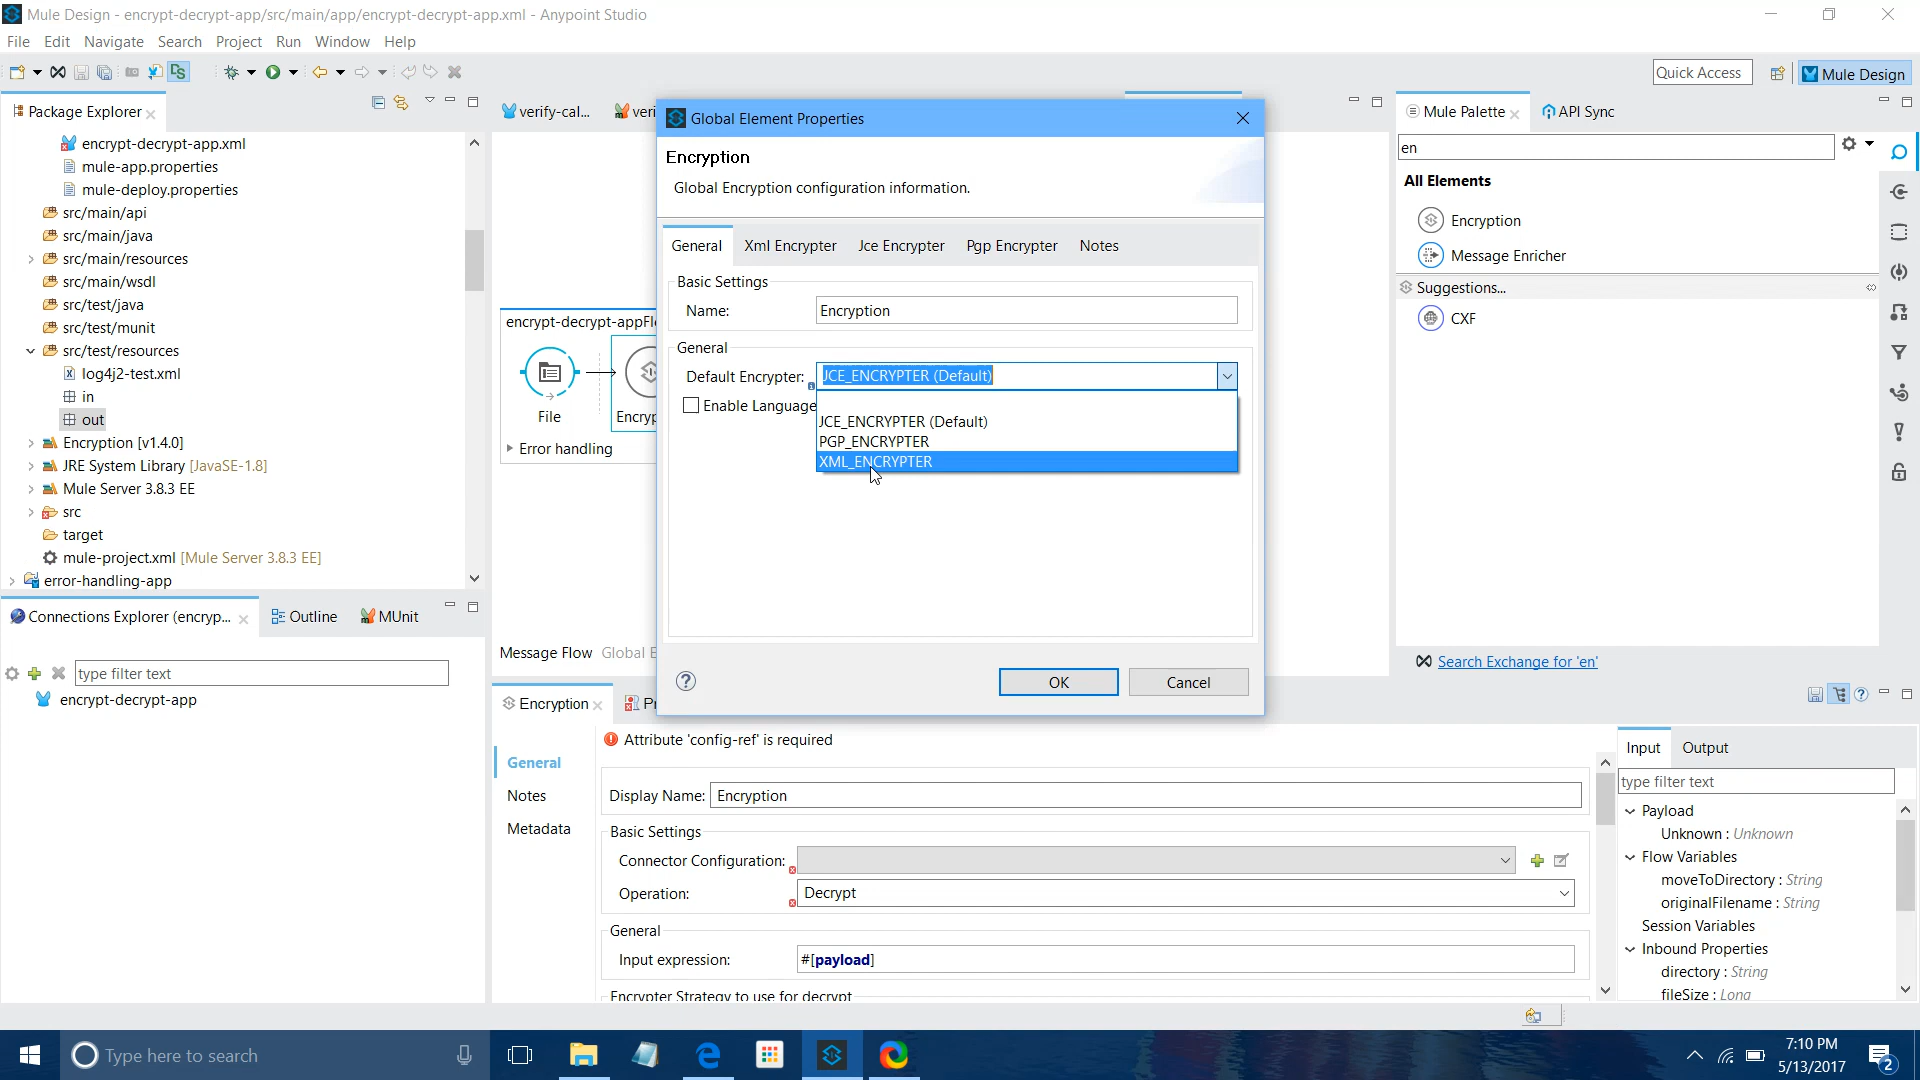 Mule Design - encrypt-decrypt-app/src/main/app/encrypt-decrypt-app.xml - Anypoint Studio
File Edit Navigate Search Project Run Window Help
Quick Access
Mule Design
Package Explorer
encrypt-decrypt-app.xml
mule-app.properties
mule-deploy.properties
src/main/api
src/main/java
src/main/resources
src/main/wsdl
src/test/java
src/test/munit
src/test/resources
log4j2-test.xml
in
out
Encryption [v1.4.0]
JRE System Library [JavaSE-1.8]
Mule Server 3.8.3 EE
src
target
mule-project.xml [Mule Server 3.8.3 EE]
error-handling-app
Connections Explorer (encryp...
Outline
MUnit
type filter text
encrypt-decrypt-app
verify-cal...
veri
encrypt-decrypt-appFl
File
Encryp
Error handling
Message Flow Global E
Global Element Properties
Encryption
Global Encryption configuration information.
General Xml Encrypter Jce Encrypter Pgp Encrypter Notes
Basic Settings
Name: Encryption
General
Default Encrypter: JCE_ENCRYPTER (Default)
Enable Language
JCE_ENCRYPTER (Default)
PGP_ENCRYPTER
XML_ENCRYPTER
OK Cancel
Mule Palette
API Sync
en
All Elements
Encryption
Message Enricher
Suggestions...
CXF
Search Exchange for 'en'
Encryption
Pr
Attribute 'config-ref' is required
General
Notes
Metadata
Display Name: Encryption
Basic Settings
Connector Configuration:
Operation: Decrypt
General
Input expression: #[payload]
Encrypter Strategy to use for decrypt
Input Output
type filter text
Payload
Unknown : Unknown
Flow Variables
moveToDirectory : String
originalFilename : String
Session Variables
Inbound Properties
directory : String
fileSize : Long
Type here to search
7:10 PM
5/13/2017
2